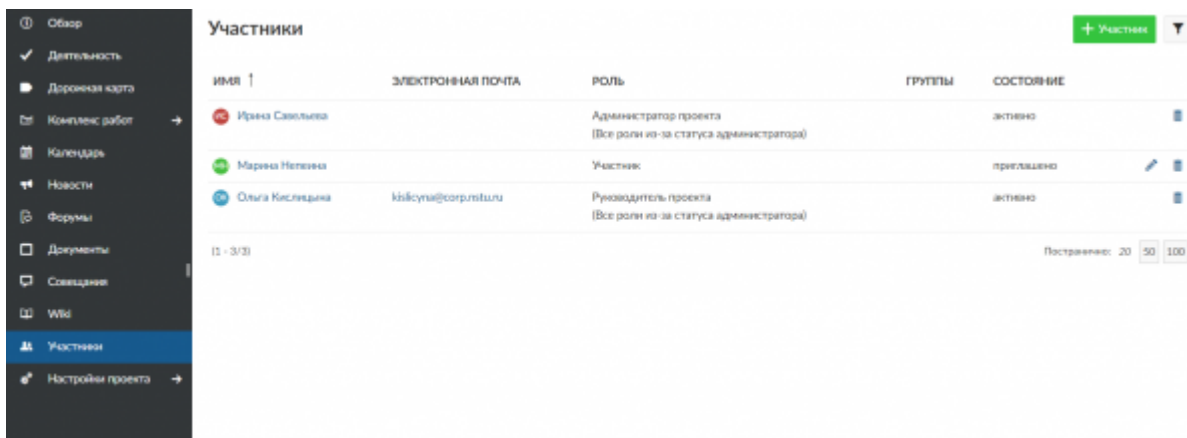 Обзор
Деятельность
Дорожная карта
Комплекс работ
Календарь
Новости
Форумы
Документы
Совещания
Wiki
Участники
Настройки проекта
Участники
+ Участник
ИМЯ ↑ ЭЛЕКТРОННАЯ ПОЧТА РОЛЬ ГРУППЫ СОСТОЯНИЕ
ИС Ирина Савельева Администратор проекта активно
(Все роли из-за статуса администратора)
Марина Участник приглашено
ОК Ольга Кислицына kislicyna@corp.nstu.ru Руководитель проекта активно
(Все роли из-за статуса администратора)
(1 - 3/3) Постранично: 20 50 100